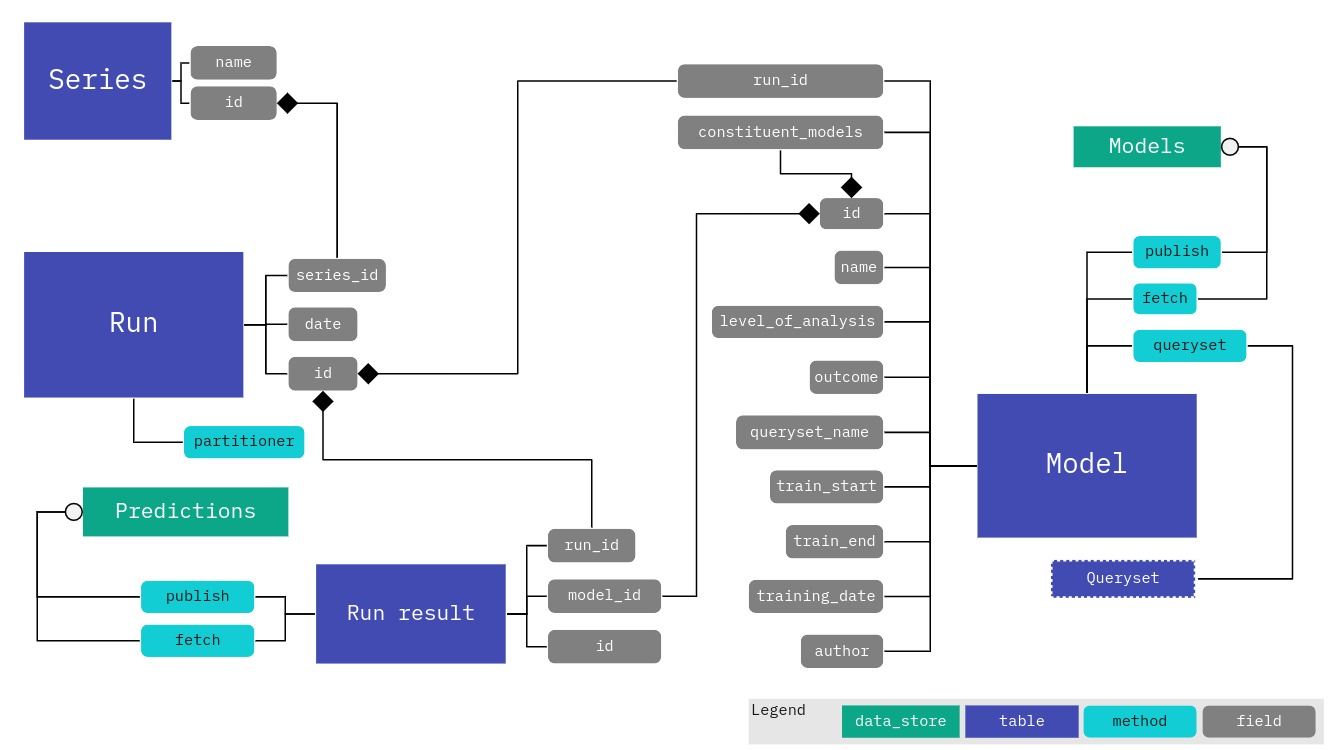 Series
name
id
Run
series_id
date
id
partitioner
Predictions
publish
fetch
Run result
run_id
model_id
id
run_id
constituent_models
id
name
level_of_analysis
outcome
queryset_name
train_start
train_end
training_date
author
Models
publish
fetch
queryset
Model
Queryset
Legend
data_store
table
method
field